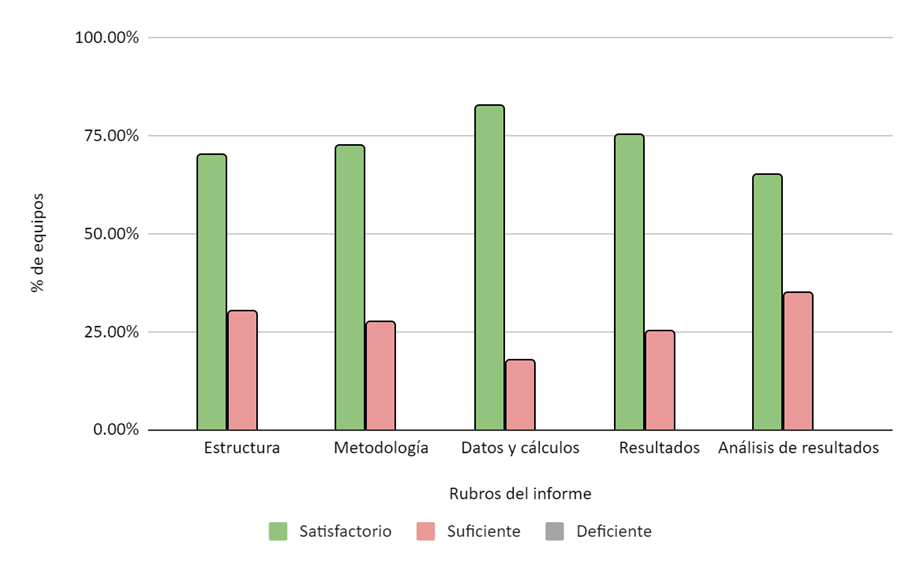 100.00%
75.00%
50.00%
25.00%
0.00%
% de equipos
Estructura
Metodología
Datos y cálculos
Resultados
Análisis de resultados
Rubros del informe
Satisfactorio
Suficiente
Deficiente